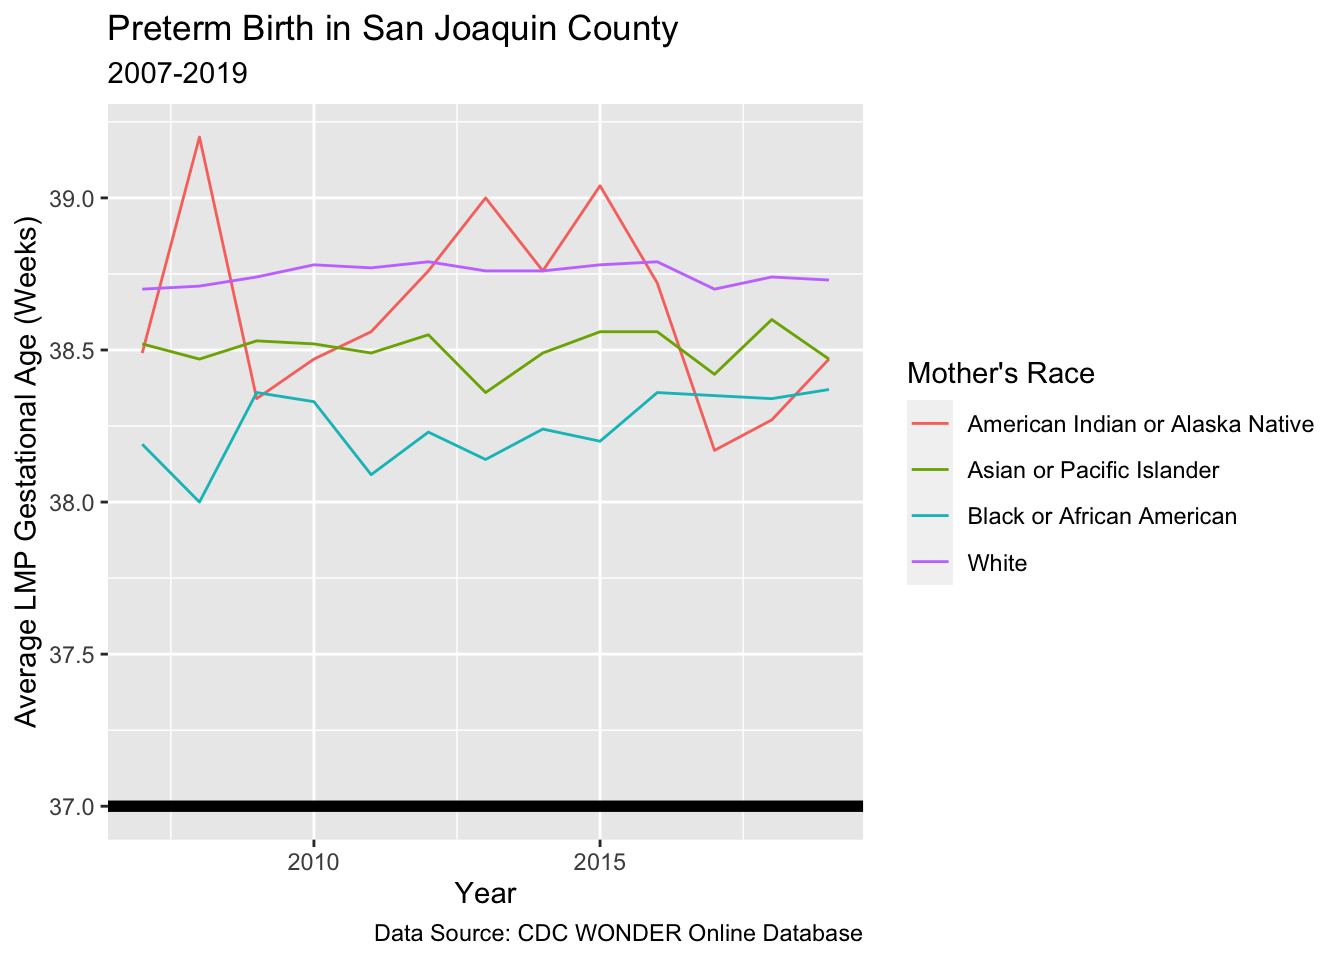 Preterm Birth in San Joaquin County
2007-2019
Average LMP Gestational Age (Weeks)
39.0
38.5
38.0
37.5
37.0
2010
2015
Year
Mother's Race
American Indian or Alaska Native
Asian or Pacific Islander
Black or African American
White
Data Source: CDC WONDER Online Database